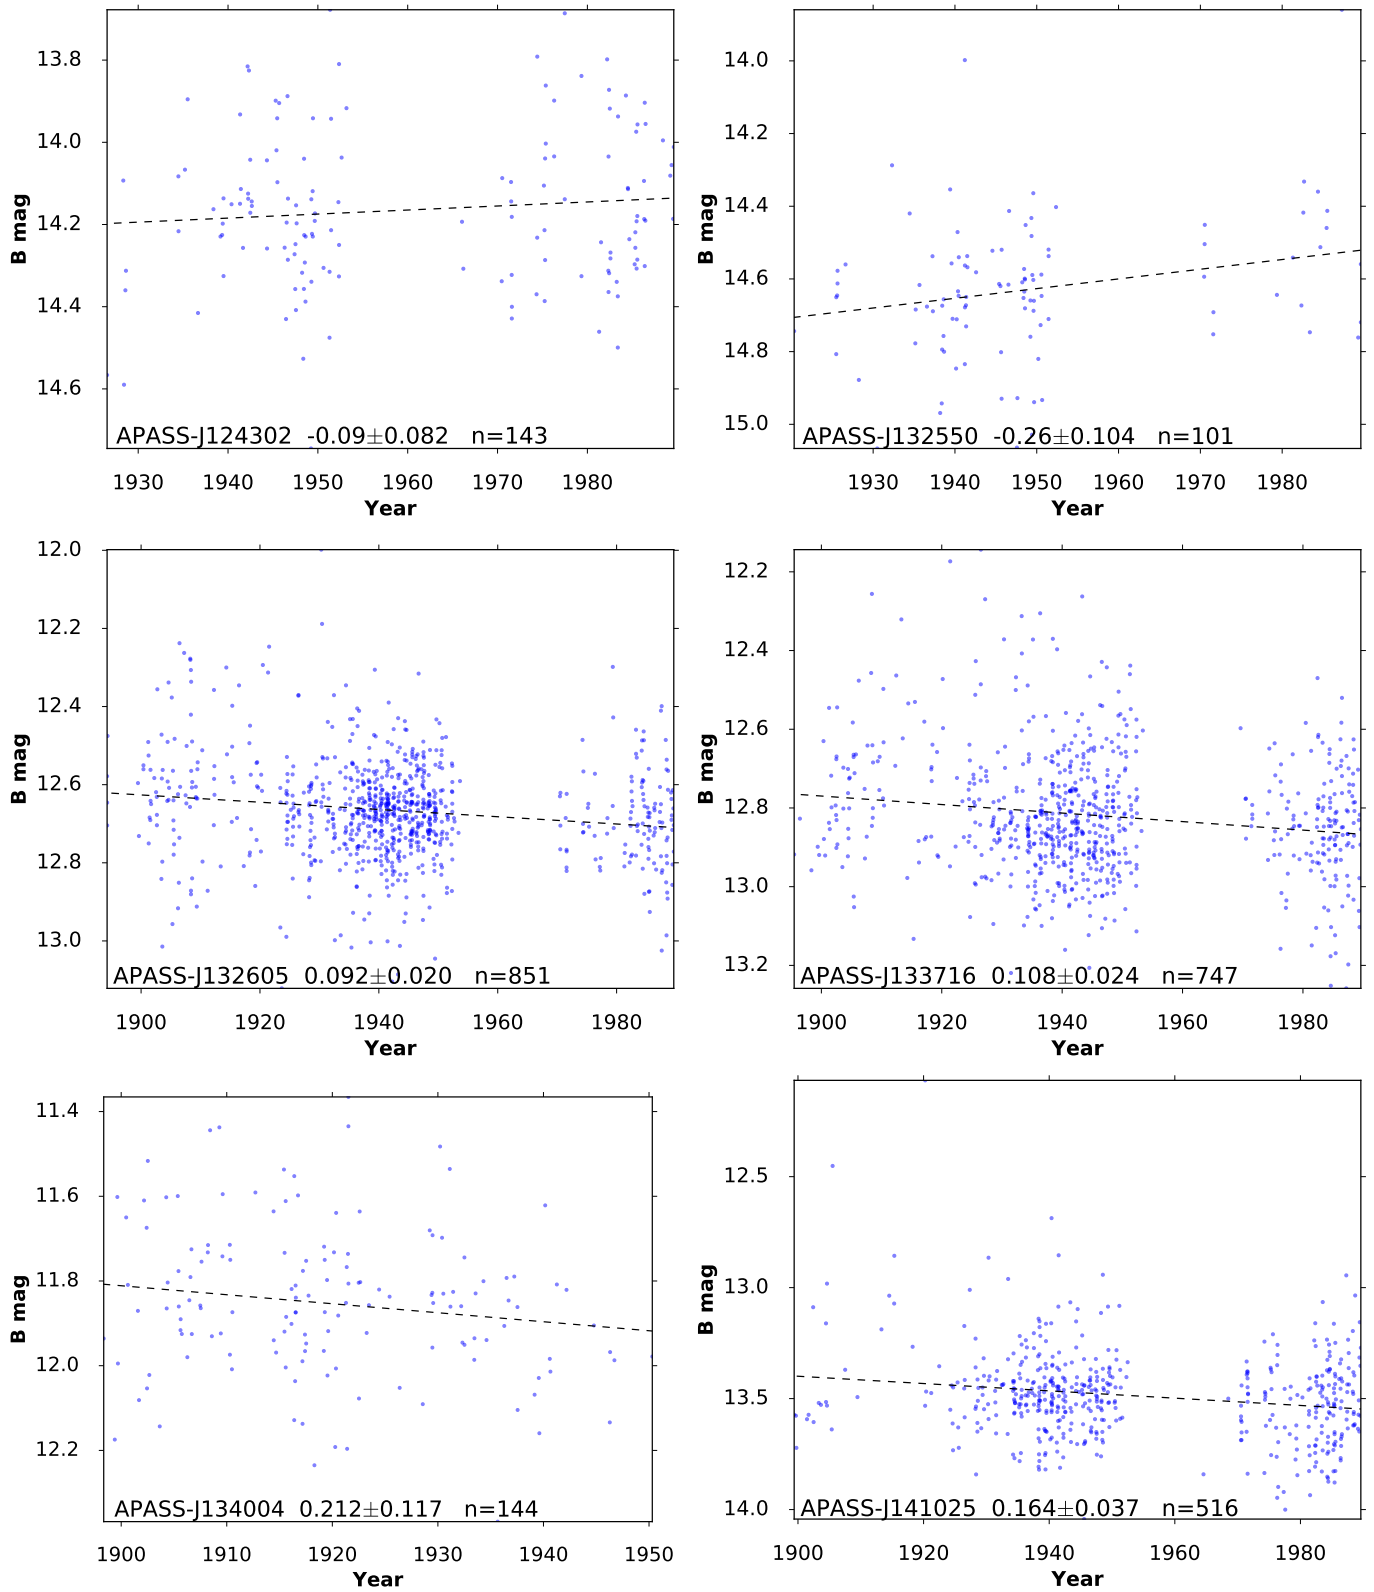 13.8
14.0
14.2
14.4
14.6
B mag
APASS-J124302 -0.09±0.082 n=143
1930 1940 1950 1960 1970 1980
Year
14.0
14.2
14.4
14.6
14.8
15.0
B mag
APASS-J132550 -0.26±0.104 n=101
1930 1940 1950 1960 1970 1980
Year
12.0
12.2
12.4
12.6
12.8
13.0
B mag
APASS-J132605 0.092±0.020 n=851
1900 1920 1940 1960 1980
Year
12.2
12.4
12.6
12.8
13.0
13.2
B mag
APASS-J133716 0.108±0.024 n=747
1900 1920 1940 1960 1980
Year
11.4
11.6
11.8
12.0
12.2
B mag
APASS-J134004 0.212±0.117 n=144
1900 1910 1920 1930 1940 1950
Year
12.5
13.0
13.5
14.0
B mag
APASS-J141025 0.164±0.037 n=516
1900 1920 1940 1960 1980
Year